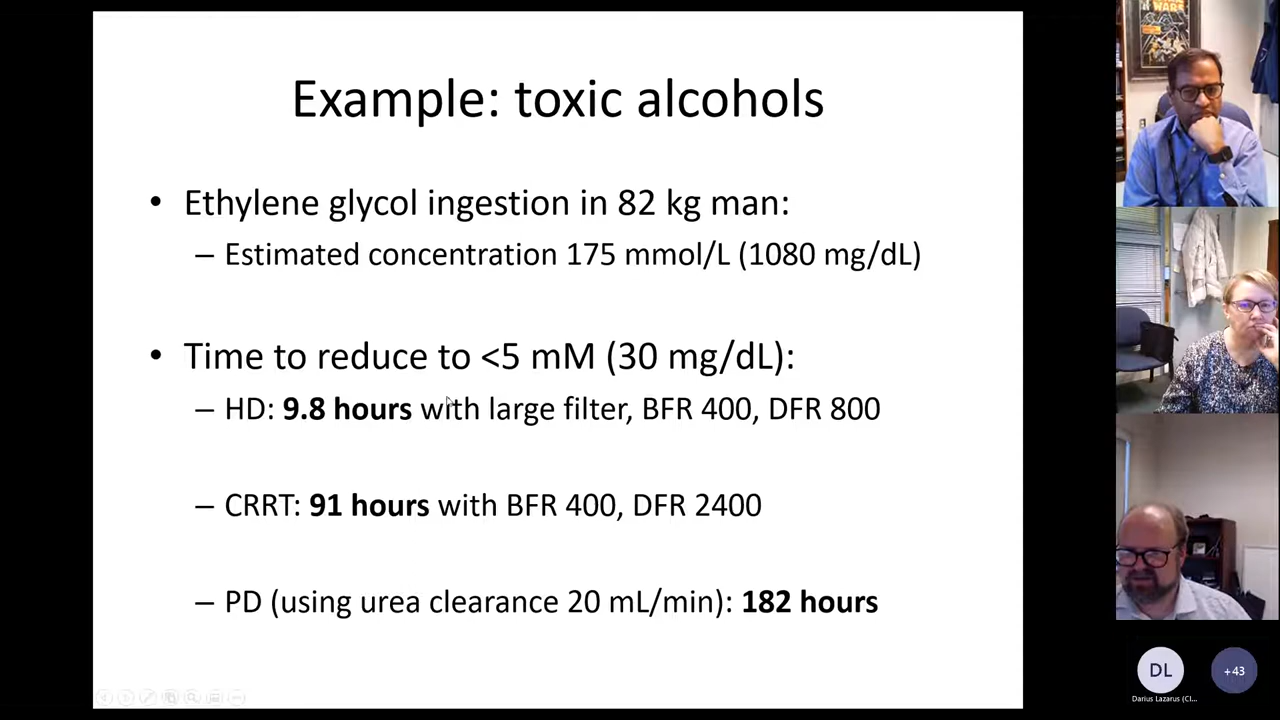 Example: toxic alcohols
• Ethylene glycol ingestion in 82 kg man:
– Estimated concentration 175 mmol/L (1080 mg/dL)
• Time to reduce to <5 mM (30 mg/dL):
– HD: 9.8 hours with large filter, BFR 400, DFR 800
– CRRT: 91 hours with BFR 400, DFR 2400
– PD (using urea clearance 20 mL/min): 182 hours
WARS
DL
+43
Darius Lazarus (Cl...